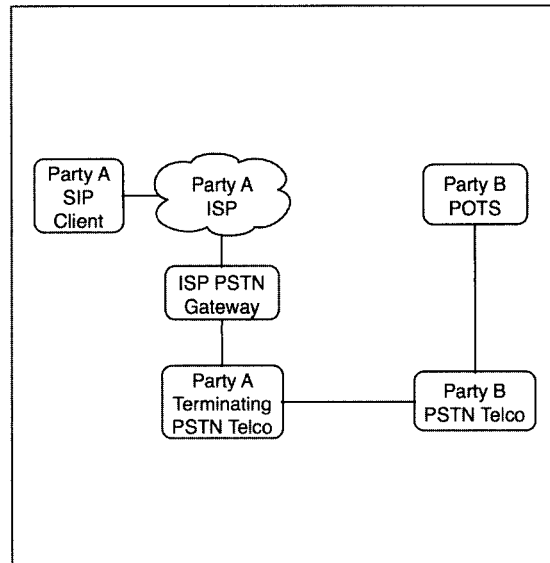 Party A
SIP
Client
Party A
ISP
Party B
POTS
ISP PSTN
Gateway
Party A
Terminating
PSTN Telco
Party B
PSTN Telco